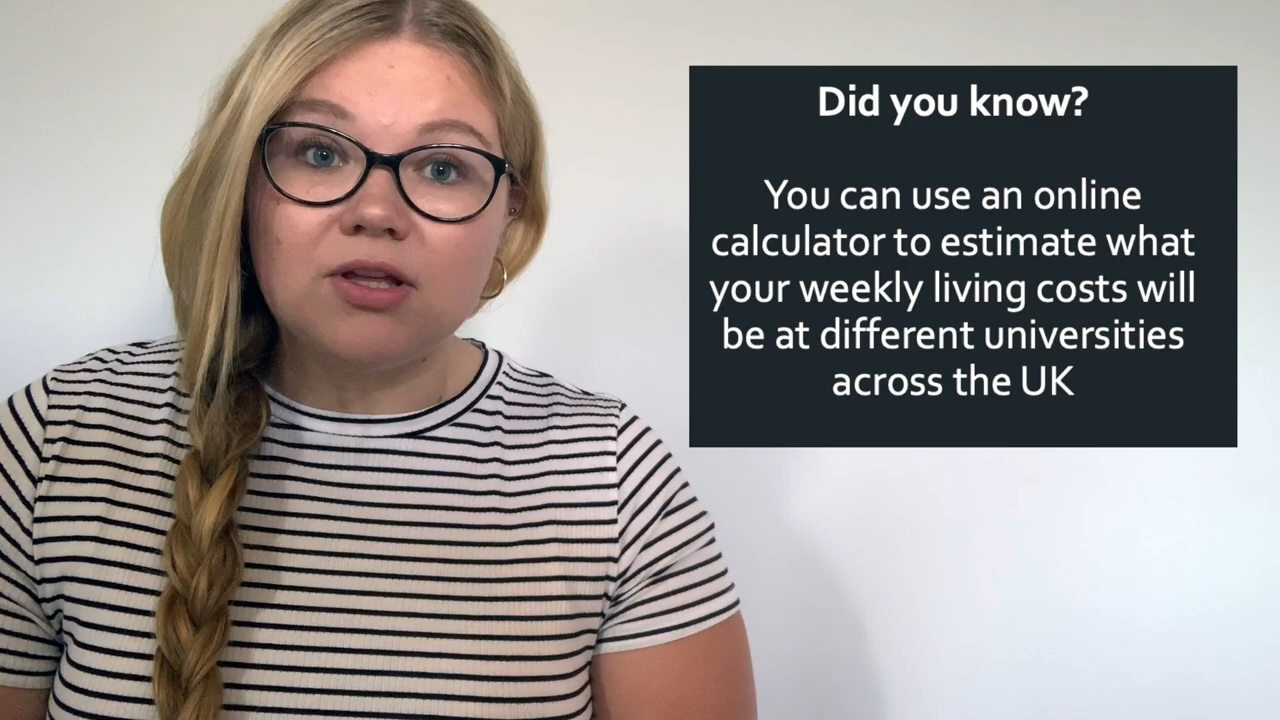 Did you know?
You can use an online
calculator to estimate what
your weekly living costs will
be at different universities
across the UK